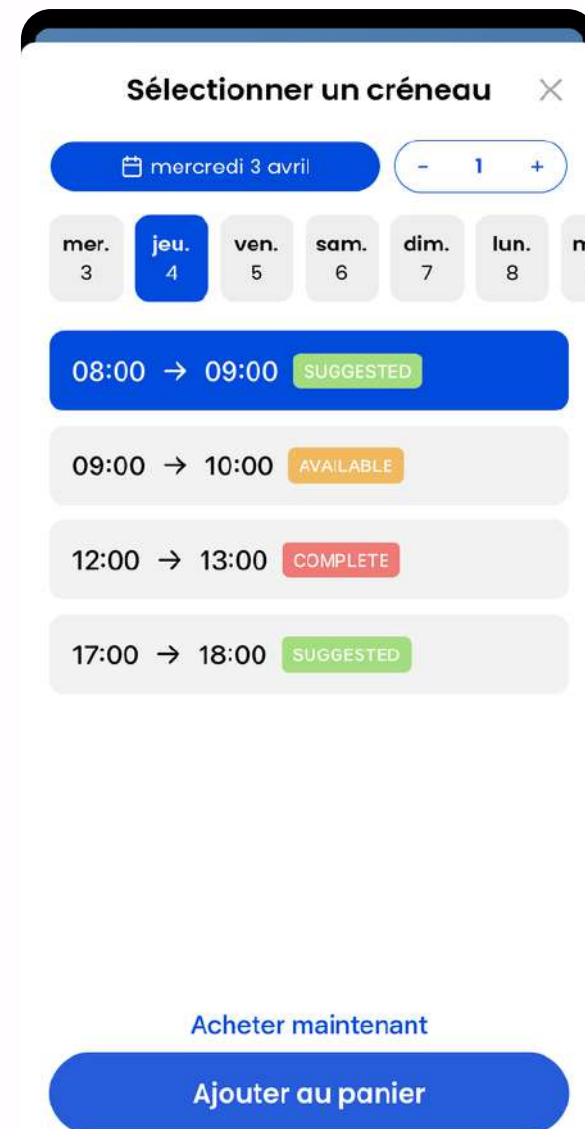 Sélectionner un créneau
mercredi 3 avril - 1 +
mer. jeu. ven. sam. dim. lun. m
3 4 5 6 7 8
08:00 → 09:00 SUGGESTED
09:00 → 10:00 AVAILABLE
12:00 → 13:00 COMPLETE
17:00 → 18:00 SUGGESTED
Acheter maintenant
Ajouter au panier